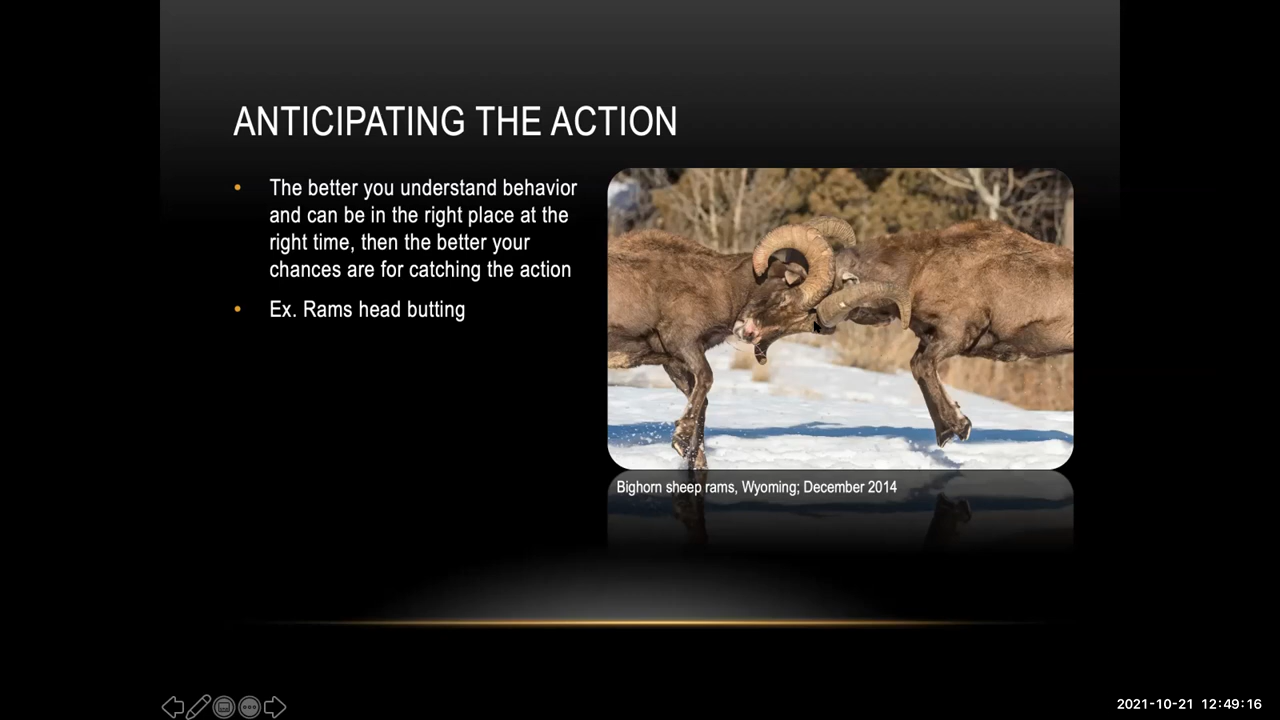 ANTICIPATING THE ACTION
• The better you understand behavior
and can be in the right place at the
right time, then the better your
chances are for catching the action
• Ex. Rams head butting
Bighorn sheep rams, Wyoming; December 2014
2021-10-21 12:49:16